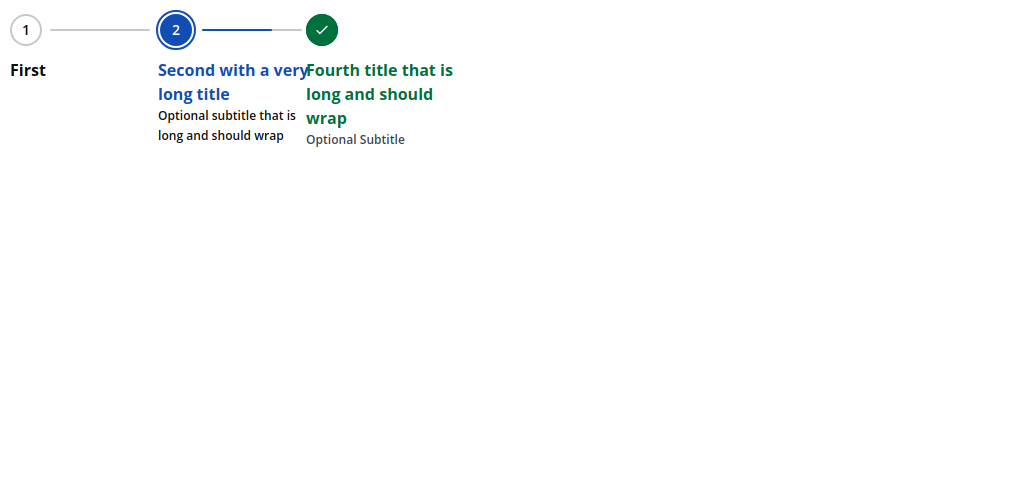 1
2
First
Second with a very
long title
Optional subtitle that is
long and should wrap
Fourth title that is
long and should
wrap
Optional Subtitle